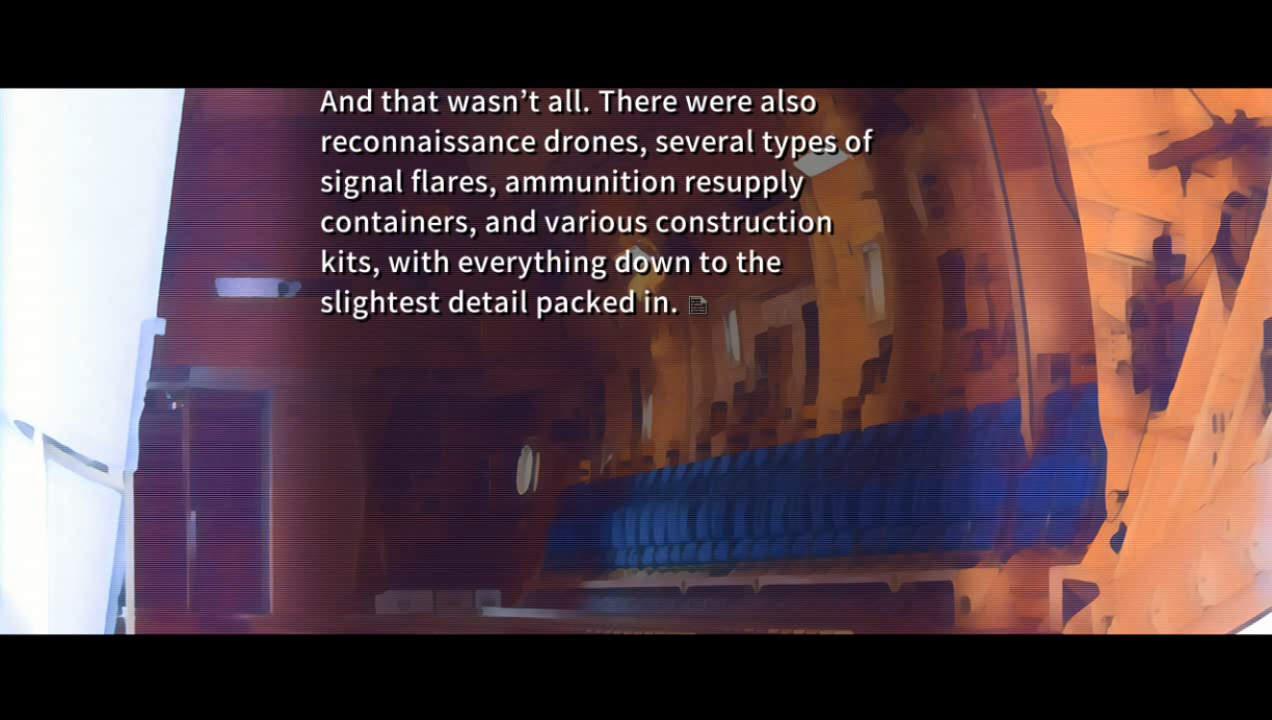 And that wasn’t all. There were also
reconnaissance drones, several types of
signal flares, ammunition resupply
containers, and various construction
kits, with everything down to the
slightest detail packed in.